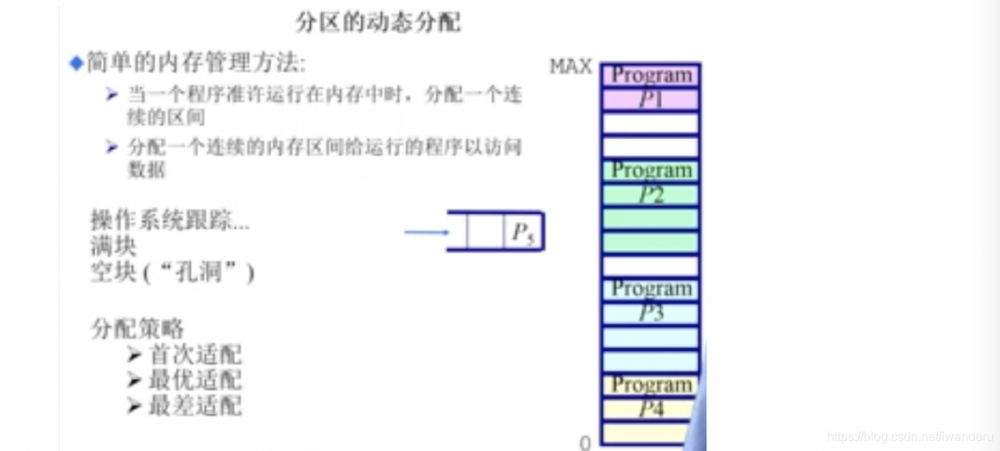 分区的动态分配
◆简单的内存管理方法:
➢ 当一个程序准许运行在内存中时，分配一个连
续的区间
➢ 分配一个连续的内存区间给运行的程序以访问
数据
操作系统跟踪...
满块
空块 (“孔洞”)
分配策略
➢ 首次适配
➢ 最优适配
➢ 最差适配
P5
MAX
Program
P1
Program
P2
Program
P3
Program
P4
0
https://blog.csdn.net/iwanderu